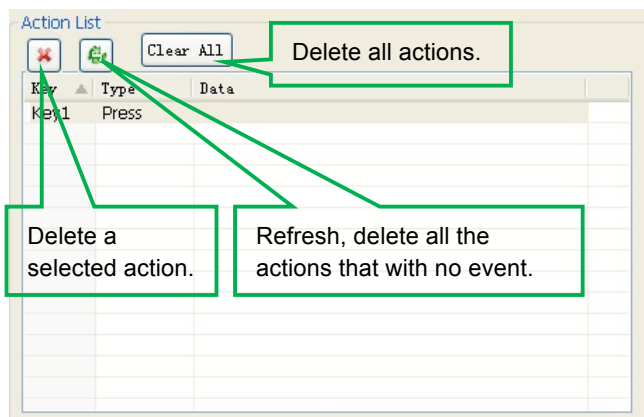 Action List
Clear All
Delete all actions.
Key Type Data
Key1 Press
Delete a
selected action.
Refresh, delete all the
actions that with no event.